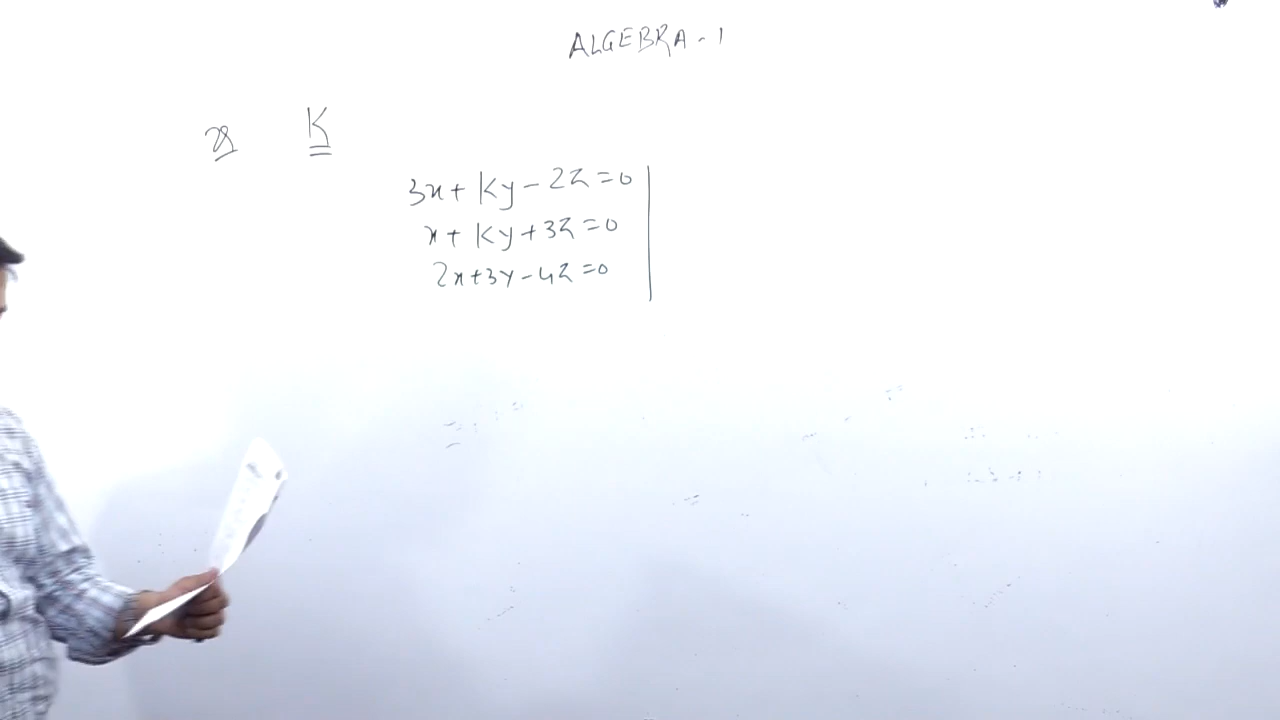 ALGEBRA-1
K
3x+ Ky-2z=0
x+ Ky+3z=0
2x+3y-4z=0